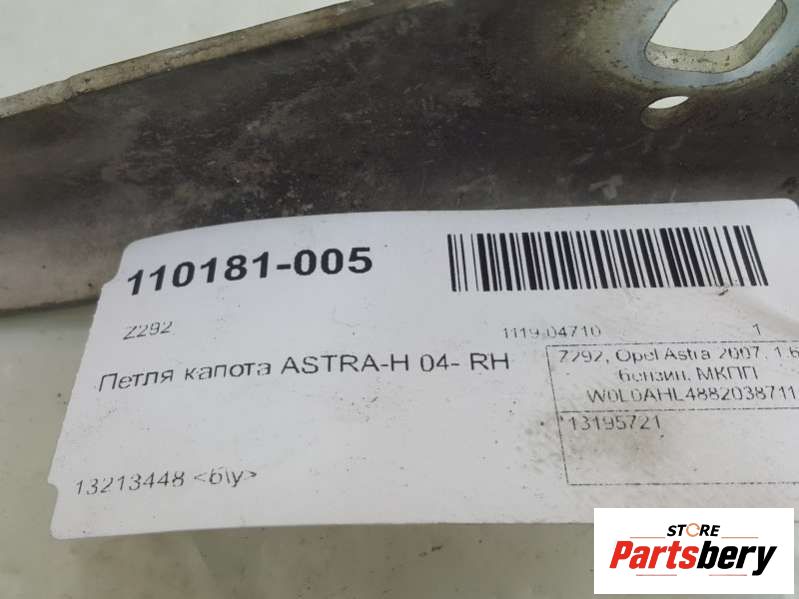 110181-005
Z292
1119-04710 1
Петля капота ASTRA-H 04- RH
Z292, Opel Astra 2007, 1.6
бензин, МКПП
W0L0AHL4882038711
13195721
13213448 <б\у>
STORE
Partsbery